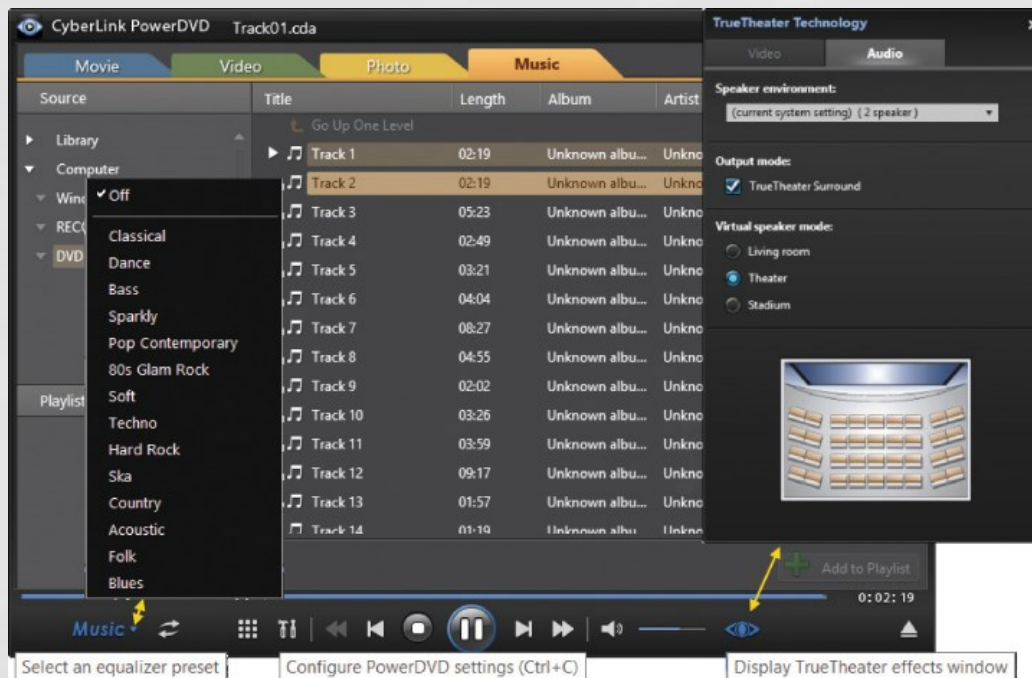 CyberLink PowerDVD Track01.cda
Movie Video Photo Music
Source
Title Length Album Artist
Library
Computer
DVD
Playlist
Go Up One Level
Track 1 02:19 Unknown albu... Unkno
Track 2 02:19 Unknown albu... Unkno
Track 3 05:23 Unknown albu... Unkno
Track 4 02:49 Unknown albu... Unkno
Track 5 03:21 Unknown albu... Unkno
Track 6 04:04 Unknown albu... Unkno
Track 7 08:27 Unknown albu... Unkno
Track 8 04:55 Unknown albu... Unkno
Track 9 02:02 Unknown albu... Unkno
Track 10 03:26 Unknown albu... Unkno
Track 11 03:59 Unknown albu... Unkno
Track 12 09:17 Unknown albu... Unkno
Track 13 01:57 Unknown albu... Unkno
Track 14 01:19 Unknown albu Unkno
Off
Classical
Dance
Bass
Sparkly
Pop Contemporary
80s Glam Rock
Soft
Techno
Hard Rock
Ska
Country
Acoustic
Folk
Blues
TrueTheater Technology
Video Audio
Speaker environment:
(current system setting) ( 2 speaker )
Output mode:
TrueTheater Surround
Virtual speaker mode:
Living room
Theater
Stadium
Add to Playlist
0:02:19
Music
Select an equalizer preset
Configure PowerDVD settings (Ctrl+C)
Display TrueTheater effects window